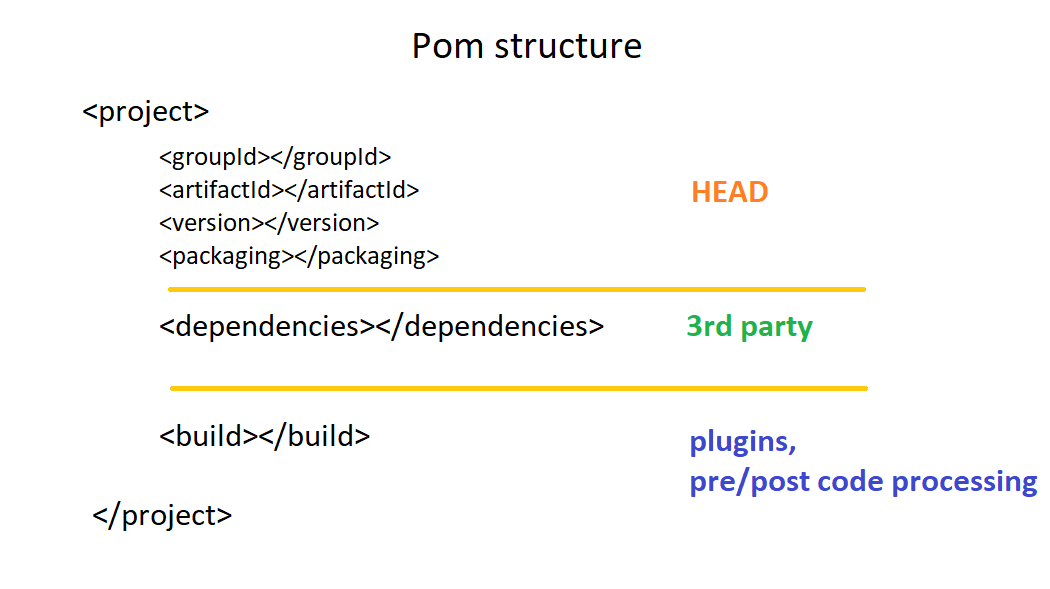 Pom structure
<project>
<groupId></groupId>
<artifactId></artifactId>
HEAD
<version></version>
<packaging></packaging>
<dependencies></dependencies> 3rd party
<build></build> plugins,
pre/post code processing
</project>